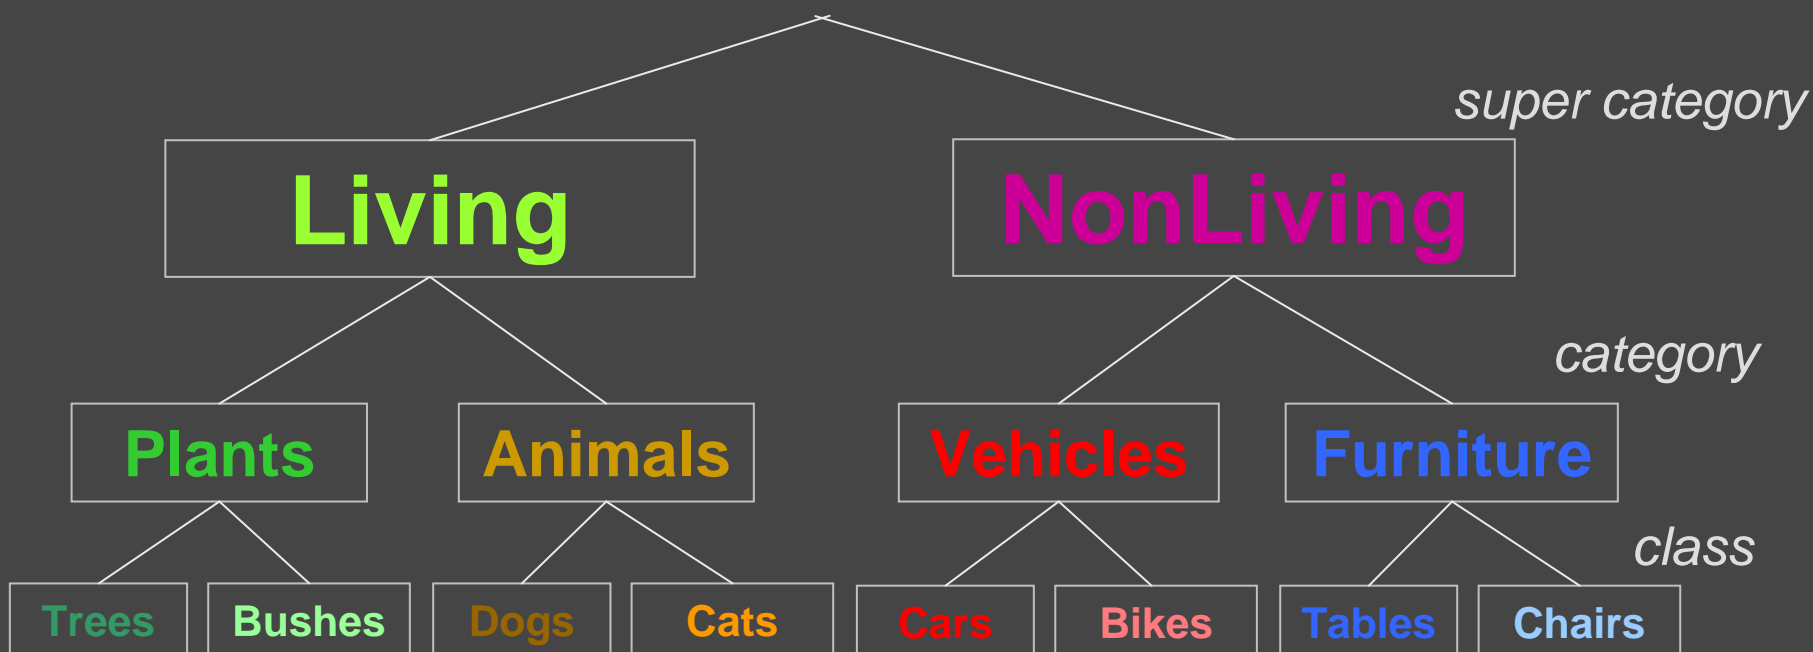 super category
Living NonLiving
category
Plants Animals Vehicles Furniture
class
Trees Bushes Dogs Cats Cars Bikes Tables Chairs